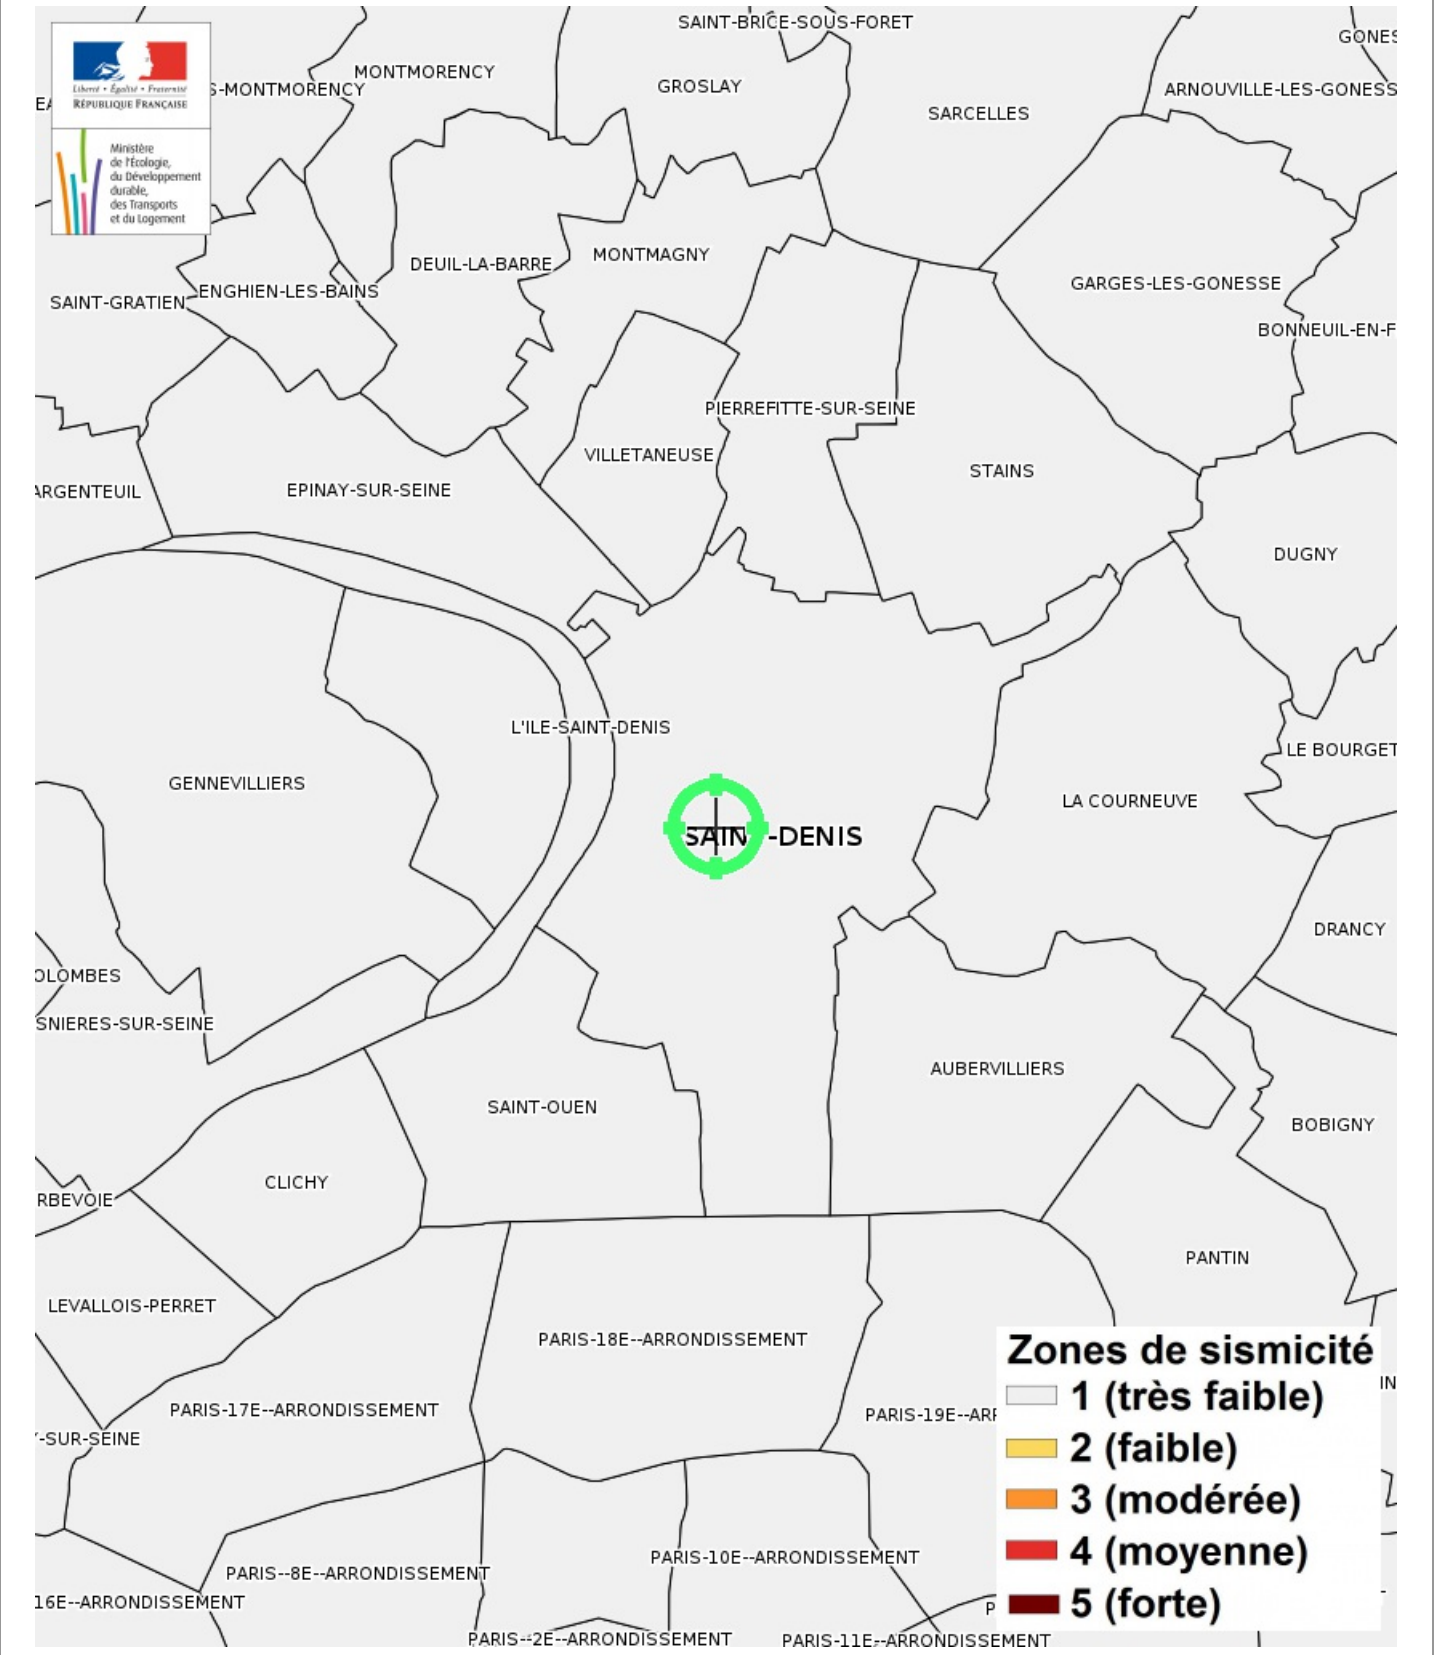 SAINT-BRICE-SOUS-FORET
MONTMORENCY
GROSLAY
S-MONTMORENCY
SARCELLES
ARNOUVILLE-LES-GONESS
GONES
Liberté • Égalité • Fraternité
RÉPUBLIQUE FRANÇAISE
Ministère
de l'Écologie,
du Développement
durable,
des Transports
et du Logement
MONTMAGNY
DEUIL-LA-BARRE
GARGES-LES-GONESSE
ENGHIEN-LES-BAINS
SAINT-GRATIEN
BONNEUIL-EN-F
PIERREFITTE-SUR-SEINE
VILLETANEUSE
STAINS
ARGENTEUIL
EPINAY-SUR-SEINE
DUGNY
L'ILE-SAINT-DENIS
LE BOURGET
GENNEVILLIERS
LA COURNEUVE
SAINT-DENIS
DRANCY
OLOMBES
SNIERES-SUR-SEINE
AUBERVILLIERS
SAINT-OUEN
BOBIGNY
CLICHY
RBEVOIE
PANTIN
LEVALLOIS-PERRET
PARIS-18E--ARRONDISSEMENT
PARIS-17E--ARRONDISSEMENT
PARIS-19E--ARR
Y-SUR-SEINE
Zones de sismicité
1 (très faible)
2 (faible)
3 (modérée)
4 (moyenne)
5 (forte)
PARIS-10E--ARRONDISSEMENT
PARIS--8E--ARRONDISSEMENT
16E--ARRONDISSEMENT
PARIS--2E--ARRONDISSEMENT
PARIS-11E--ARRONDISSEMENT